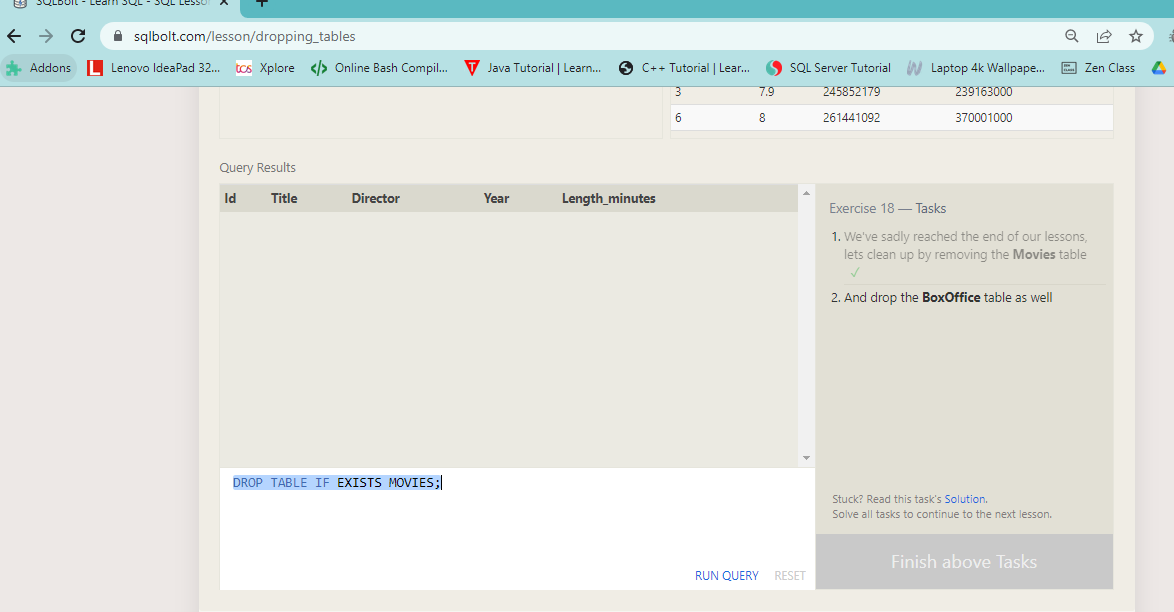 SQLBolt - Learn SQL - SQL Lesson
sqlbolt.com/lesson/dropping_tables
Addons Lenovo IdeaPad 32... tcs Xplore Online Bash Compil... Java Tutorial | Learn... C++ Tutorial | Lear... SQL Server Tutorial Laptop 4k Wallpape... Zen Class
3 7.9 245852179 239163000
6 8 261441092 370001000
Query Results
Id Title Director Year Length_minutes
Exercise 18 — Tasks
1. We've sadly reached the end of our lessons,
lets clean up by removing the Movies table
✓
2. And drop the BoxOffice table as well
DROP TABLE IF EXISTS MOVIES;
Stuck? Read this task's Solution.
Solve all tasks to continue to the next lesson.
RUN QUERY RESET
Finish above Tasks